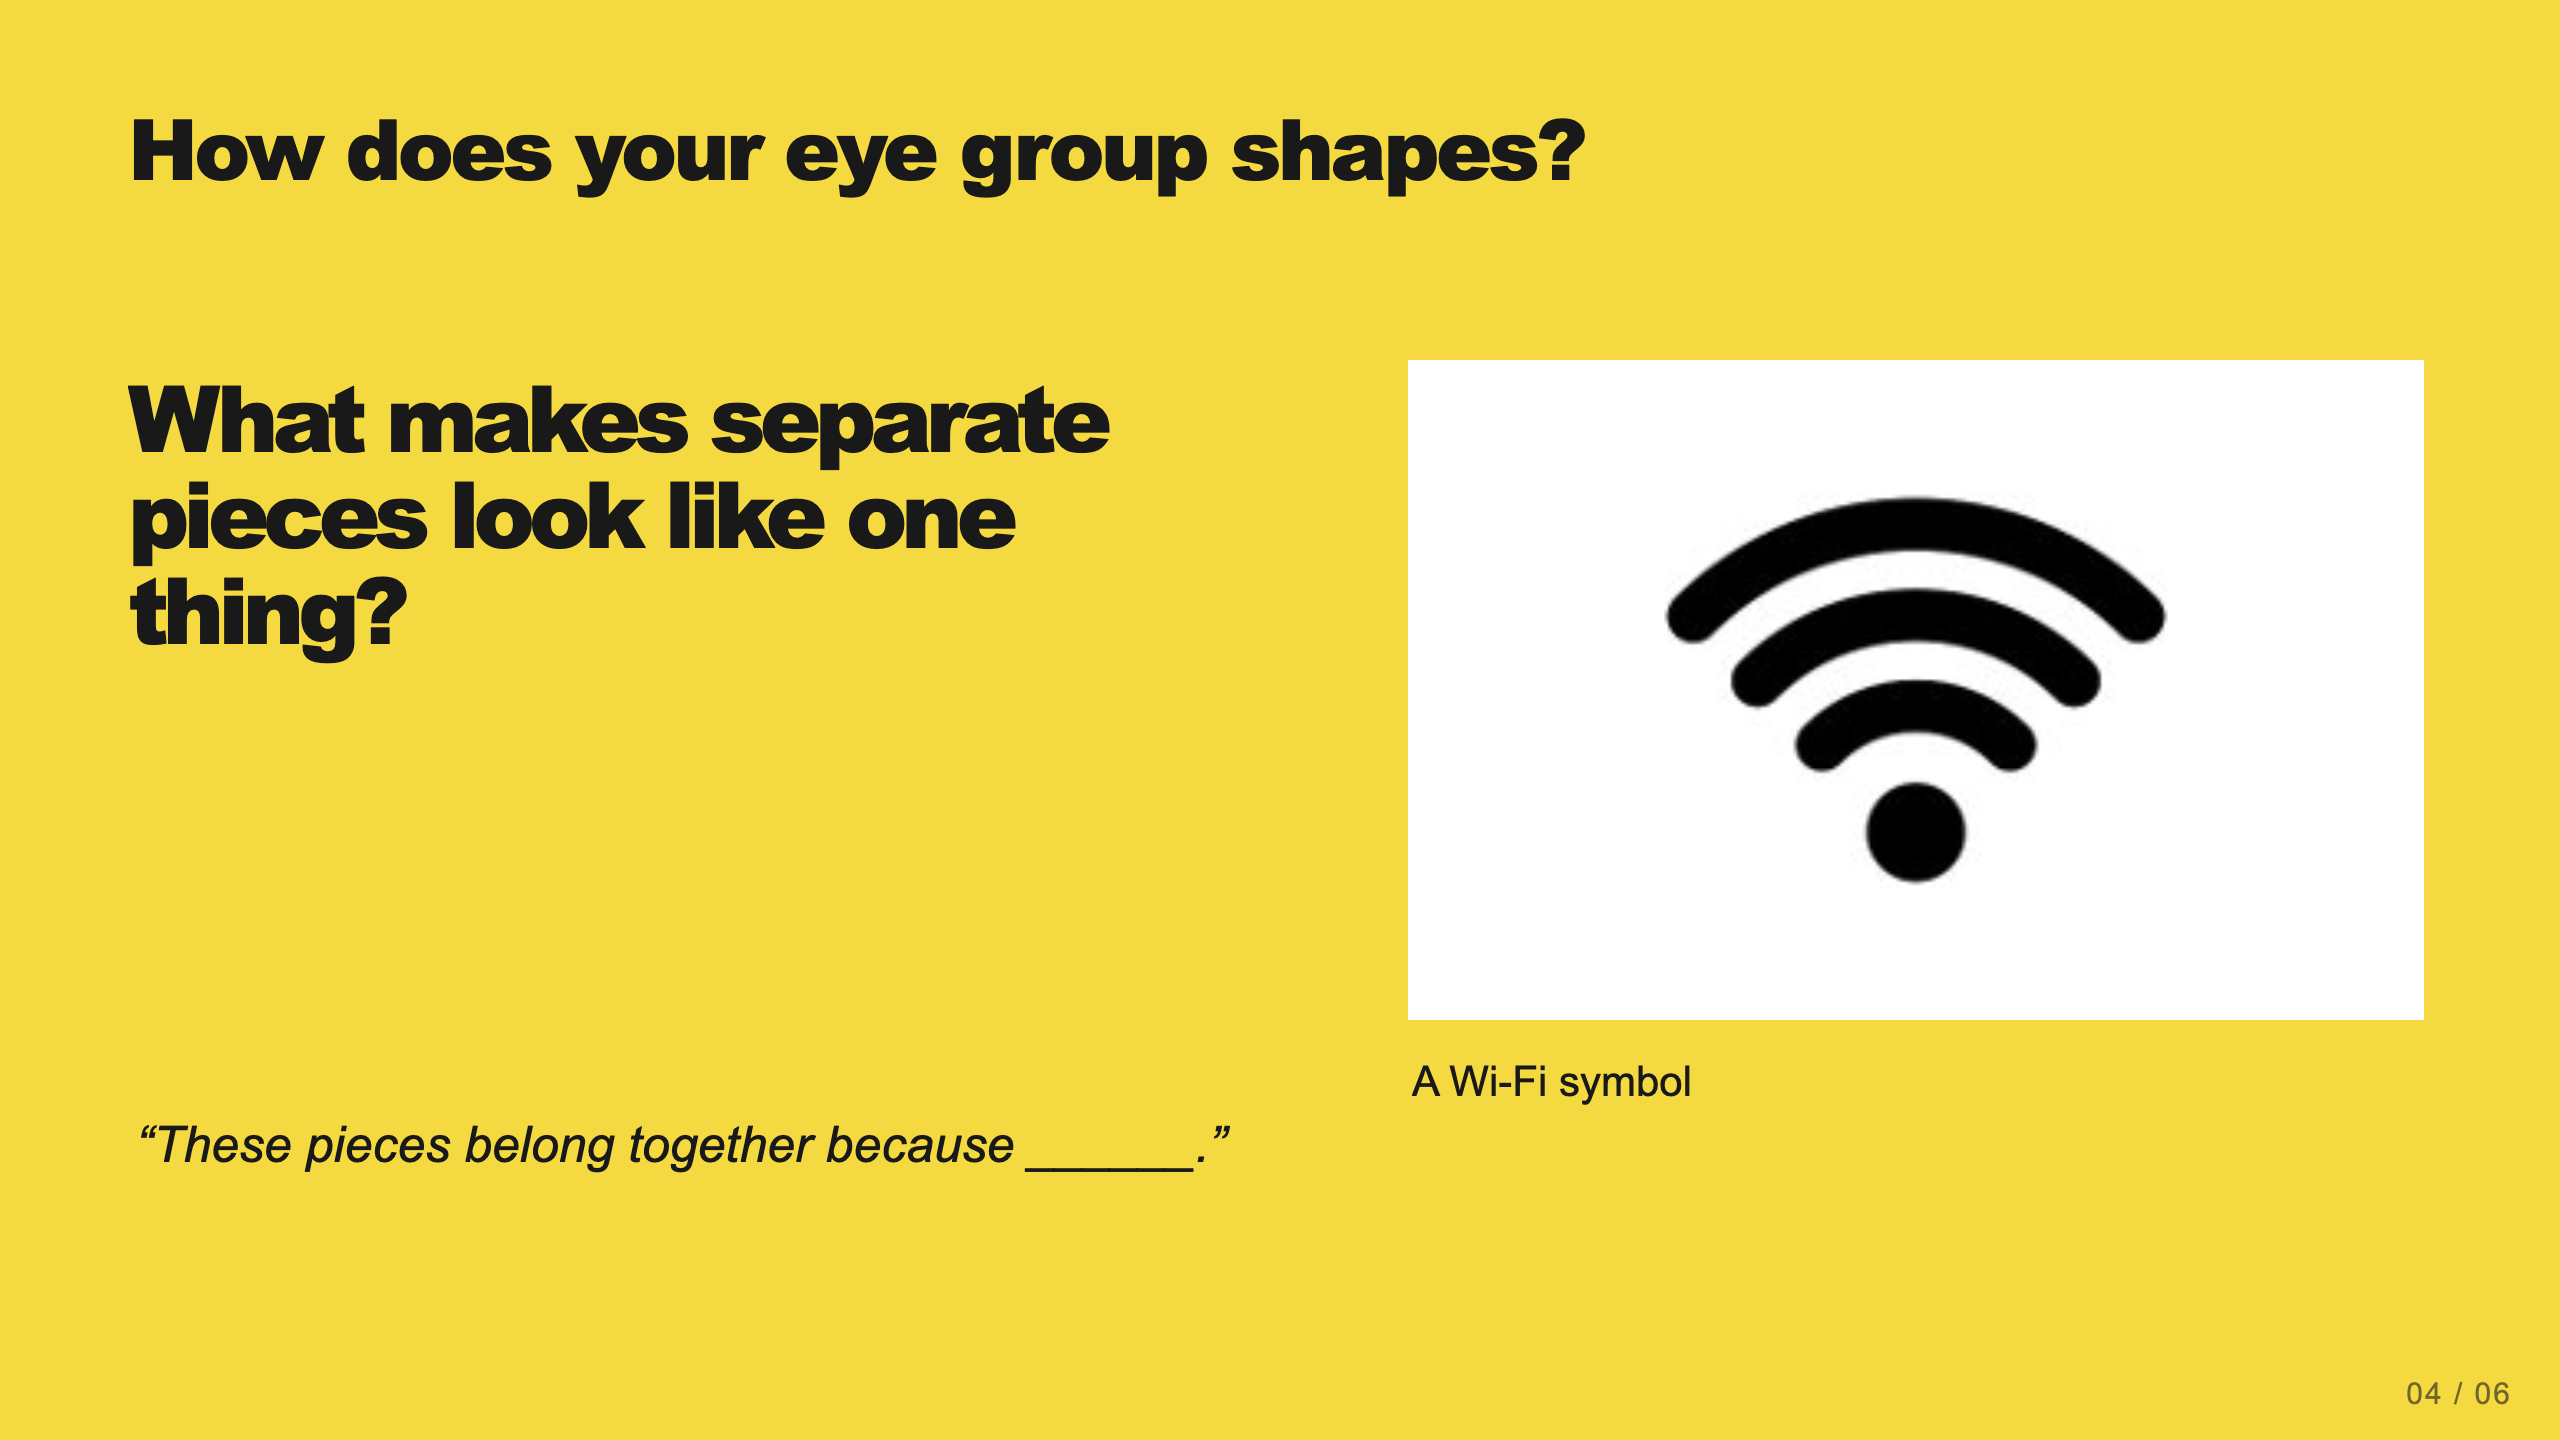 How does your eye group shapes?
What makes separate
pieces look like one
thing?
A Wi-Fi symbol
“These pieces belong together because ______.”
04 / 06